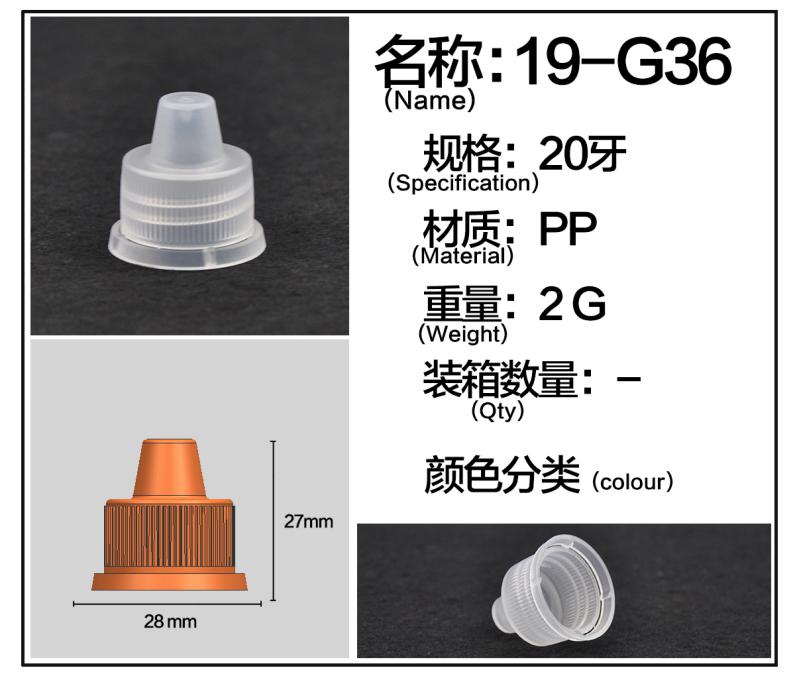 名称：19-G36
(Name)
规格：20牙
(Specification)
材质：PP
(Material)
重量：2G
(Weight)
装箱数量：-
(Qty)
颜色分类 (colour)
27mm
28mm